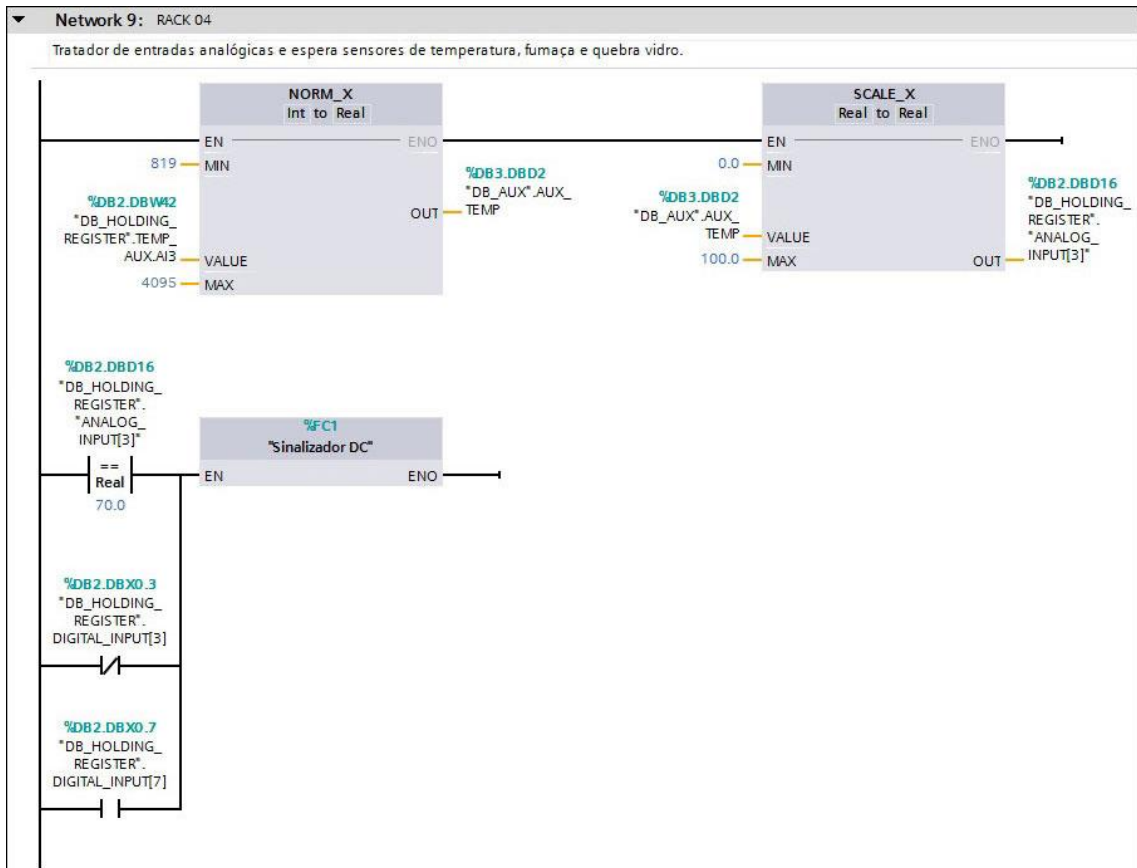 Network 9: RACK 04
Tratador de entradas analógicas e espera sensores de temperatura, fumaça e quebra vidro.
NORM_X
Int to Real
EN
ENO
819
MIN
%DB2.DBW42
"DB_HOLDING_
REGISTER".TEMP_
AUX.AI3
VALUE
4095
MAX
OUT
%DB3.DBD2
"DB_AUX".AUX_
TEMP
SCALE_X
Real to Real
EN
ENO
0.0
MIN
%DB3.DBD2
"DB_AUX".AUX_
TEMP
VALUE
100.0
MAX
OUT
%DB2.DBD16
"DB_HOLDING_
REGISTER".
"ANALOG_
INPUT[3]"
%DB2.DBD16
"DB_HOLDING_
REGISTER".
"ANALOG_
INPUT[3]"
==
Real
70.0
%FC1
"Sinalizador DC"
EN
ENO
%DB2.DBX0.3
"DB_HOLDING_
REGISTER".
DIGITAL_INPUT[3]
%DB2.DBX0.7
"DB_HOLDING_
REGISTER".
DIGITAL_INPUT[7]